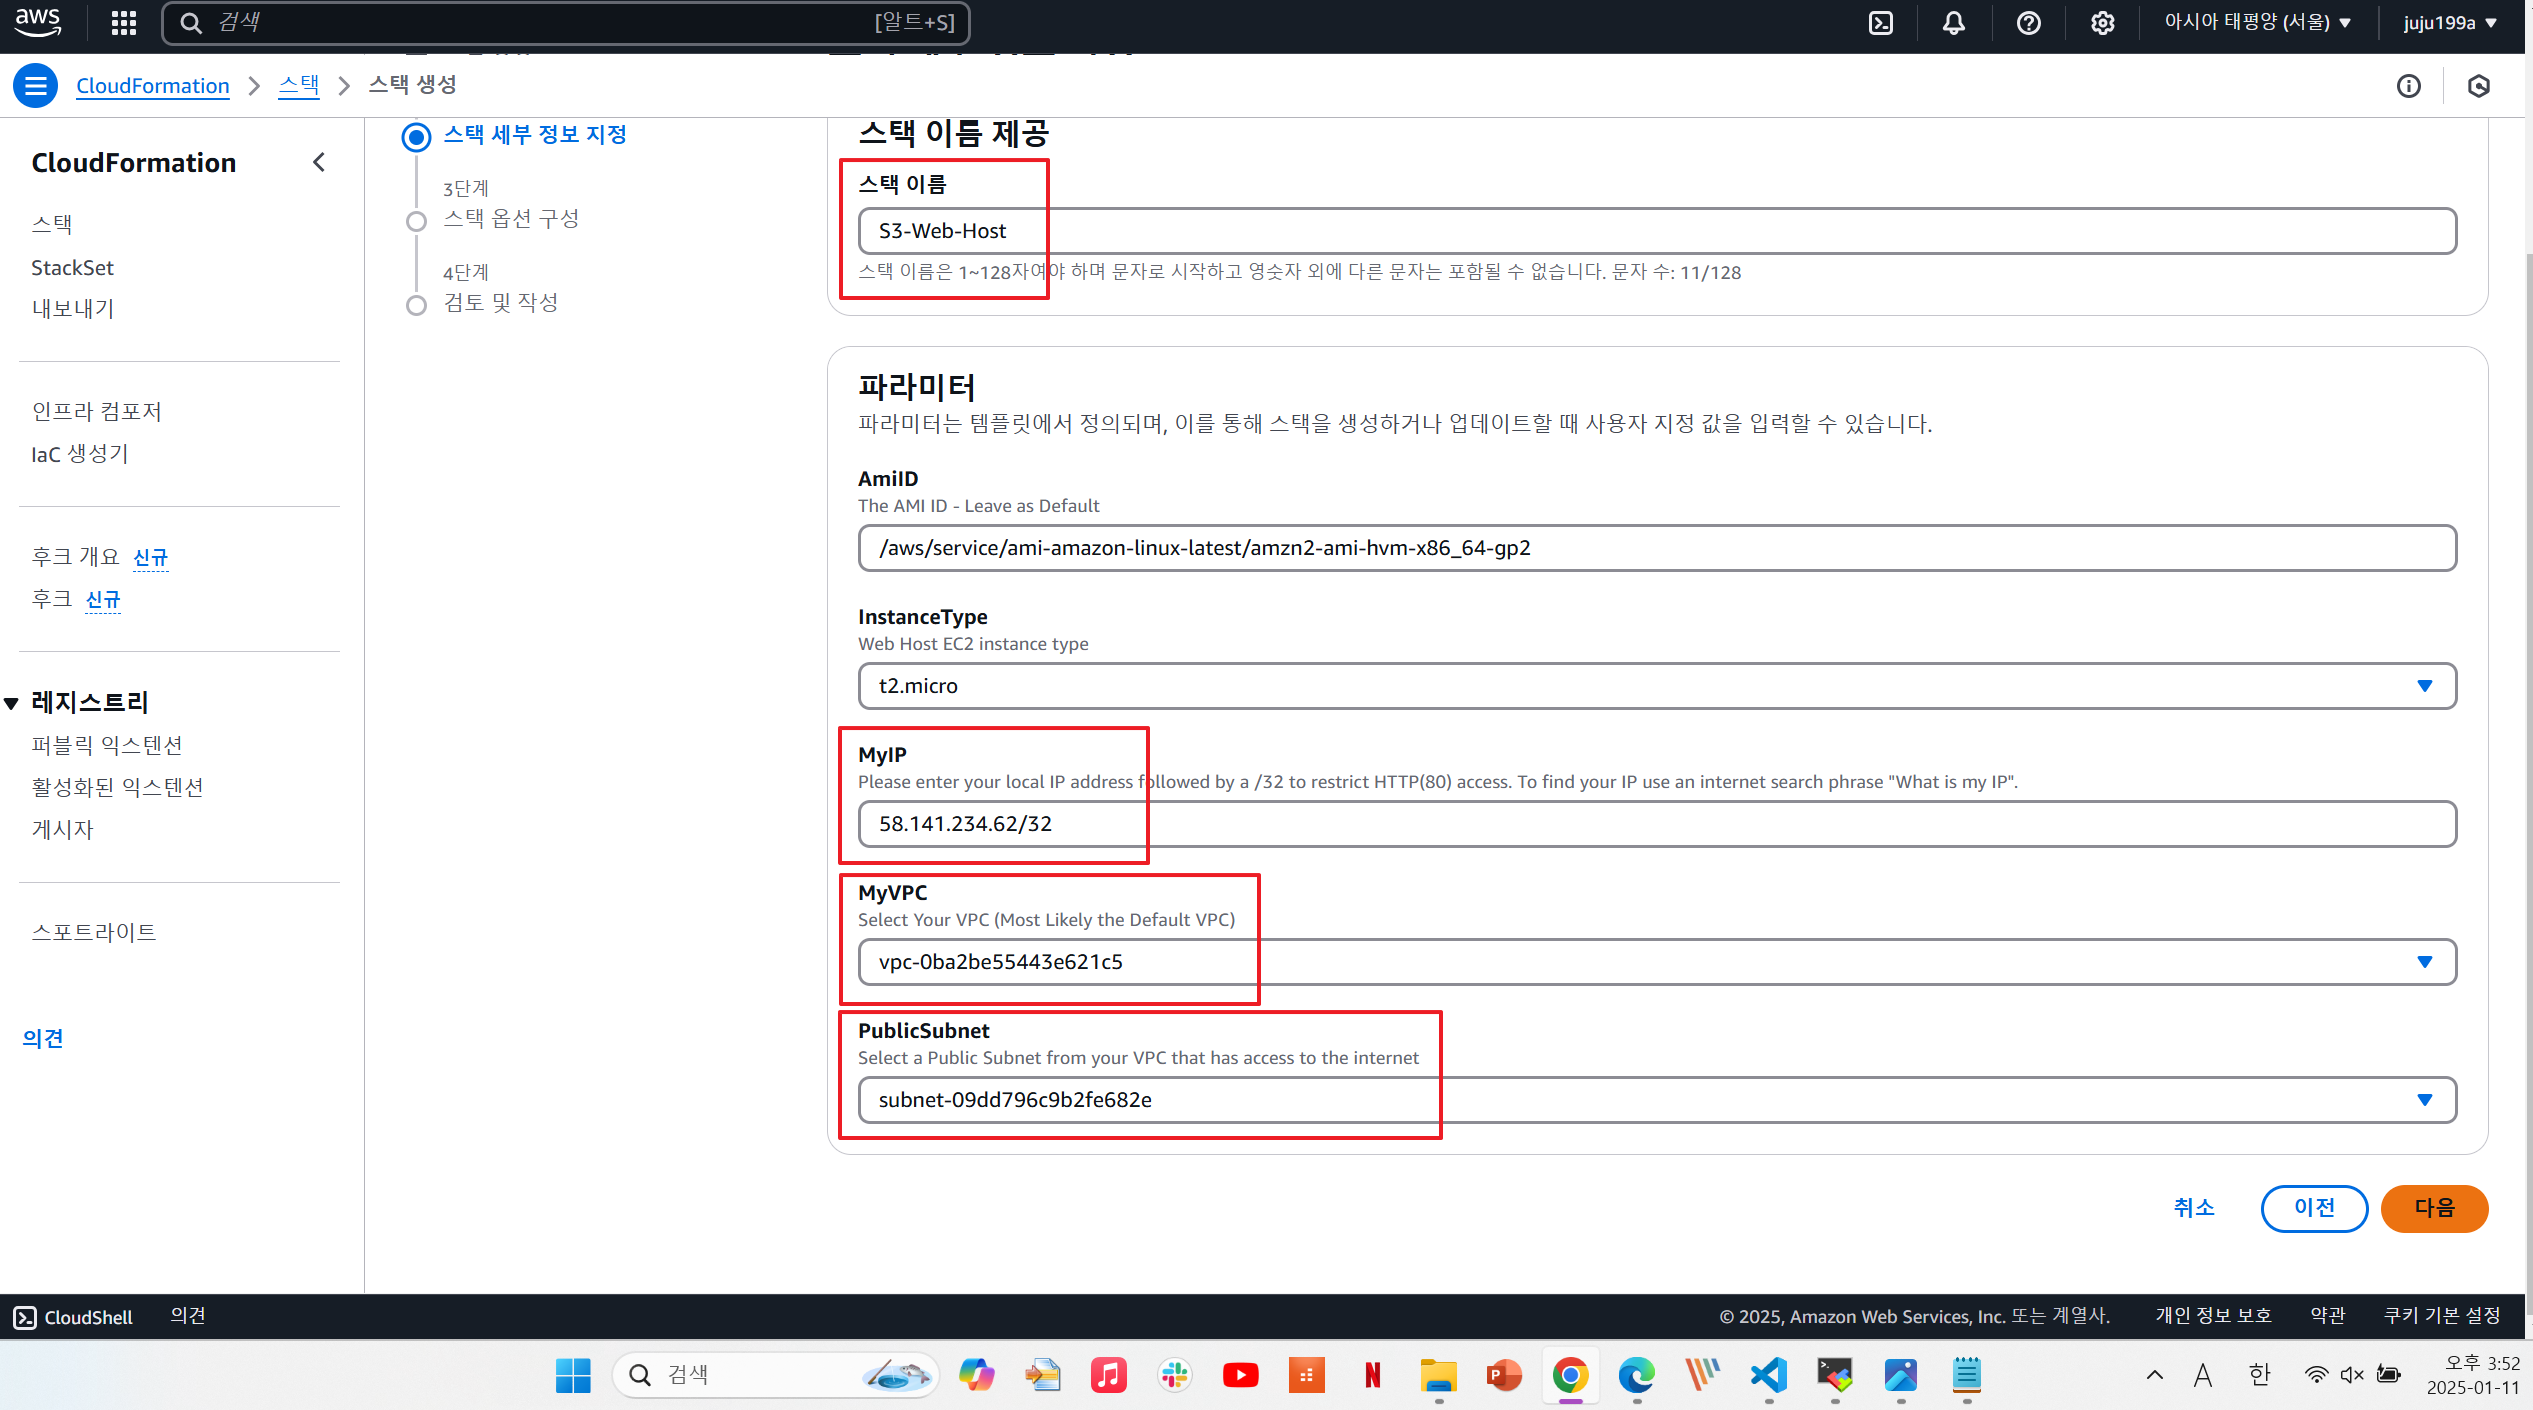 aws
검색
[알트+S]
아시아 태평양 (서울)
juju199a
CloudFormation
스택
스택 생성
CloudFormation
스택
StackSet
내보내기
인프라 컴포저
IaC 생성기
후크 개요 신규
후크 신규
레지스트리
퍼블릭 익스텐션
활성화된 익스텐션
게시자
스포트라이트
의견
스택 세부 정보 지정
3단계
스택 옵션 구성
4단계
검토 및 작성
스택 이름 제공
스택 이름
S3-Web-Host
스택 이름은 1~128자여야 하며 문자로 시작하고 영숫자 외에 다른 문자는 포함될 수 없습니다. 문자 수: 11/128
파라미터
파라미터는 템플릿에서 정의되며, 이를 통해 스택을 생성하거나 업데이트할 때 사용자 지정 값을 입력할 수 있습니다.
AmiID
The AMI ID - Leave as Default
/aws/service/ami-amazon-linux-latest/amzn2-ami-hvm-x86_64-gp2
InstanceType
Web Host EC2 instance type
t2.micro
MyIP
Please enter your local IP address followed by a /32 to restrict HTTP(80) access. To find your IP use an internet search phrase "What is my IP".
58.141.234.62/32
MyVPC
Select Your VPC (Most Likely the Default VPC)
vpc-0ba2be55443e621c5
PublicSubnet
Select a Public Subnet from your VPC that has access to the internet
subnet-09dd796c9b2fe682e
취소
이전
다음
CloudShell
의견
© 2025, Amazon Web Services, Inc. 또는 계열사.
개인 정보 보호
약관
쿠키 기본 설정
검색
A
한
오후 3:52
2025-01-11